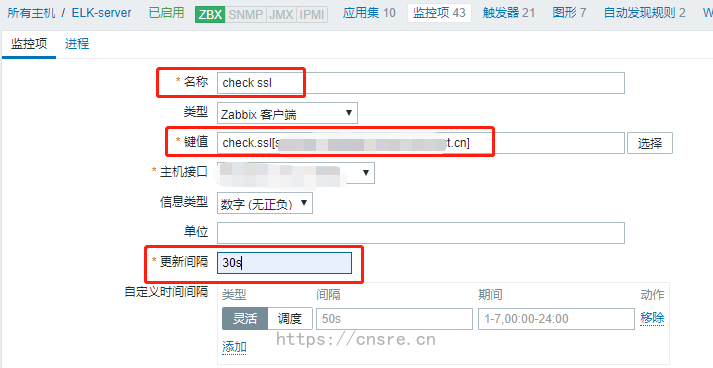 所有主机 / ELK-server 已启用 ZBX SNMP JMX IPMI 应用集 10 监控项 43 触发器 21 图形 7 自动发现规则 2
监控项 进程
* 名称 check ssl
类型 Zabbix 客户端
* 键值 check.ssl[s t.cn] 选择
* 主机接口
信息类型 数字 (无正负)
单位
* 更新间隔 30s
自定义时间间隔 类型 间隔 期间 动作
灵活 调度 50s 1-7,00:00-24:00 移除
添加
https://cnsre.cn